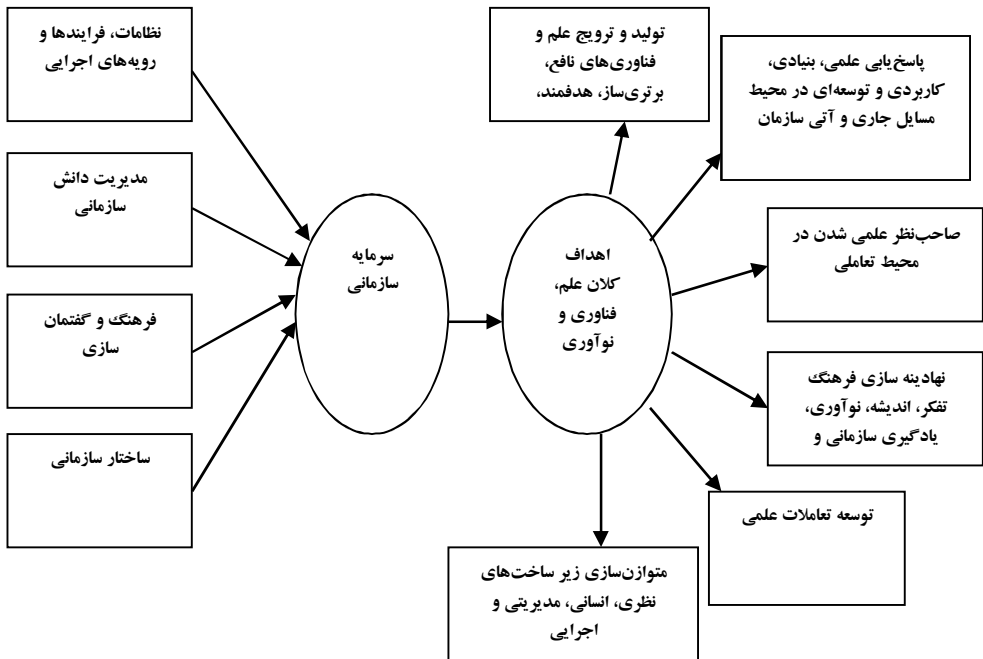 نظامات، فرایندها و
رویه‌های اجرایی
مدیریت دانش
سازمانی
فرهنگ و گفتمان
سازی
ساختار سازمانی
سرمایه
سازمانی
اهداف
کلان علم،
فناوری و
نوآوری
تولید و ترویج علم و
فناوری‌های نافع،
برتری‌ساز، هدفمند،
پاسخ‌یابی علمی، بنیادی،
کاربردی و توسعه‌ای در محیط
مسایل جاری و آتی سازمان
صاحب‌نظر علمی شدن در
محیط تعاملی
نهادینه سازی فرهنگ
تفکر، اندیشه، نوآوری،
یادگیری سازمانی و
توسعه تعاملات علمی
متوازن‌سازی زیر ساخت‌های
نظری، انسانی، مدیریتی و
اجرایی